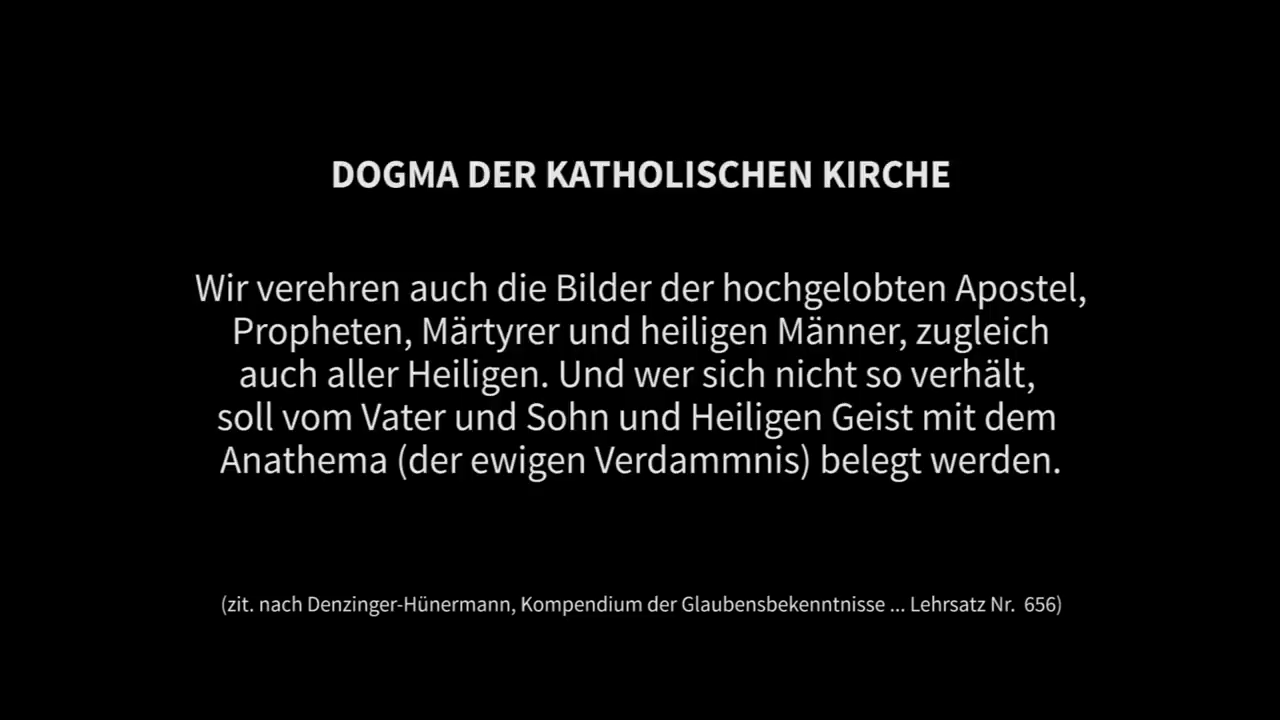 DOGMA DER KATHOLISCHEN KIRCHE
Wir verehren auch die Bilder der hochgelobten Apostel,
Propheten, Märtyrer und heiligen Männer, zugleich
auch aller Heiligen. Und wer sich nicht so verhält,
soll vom Vater und Sohn und Heiligen Geist mit dem
Anathema (der ewigen Verdammnis) belegt werden.
(zit. nach Denzinger-Hünermann, Kompendium der Glaubensbekenntnisse ... Lehrsatz Nr. 656)